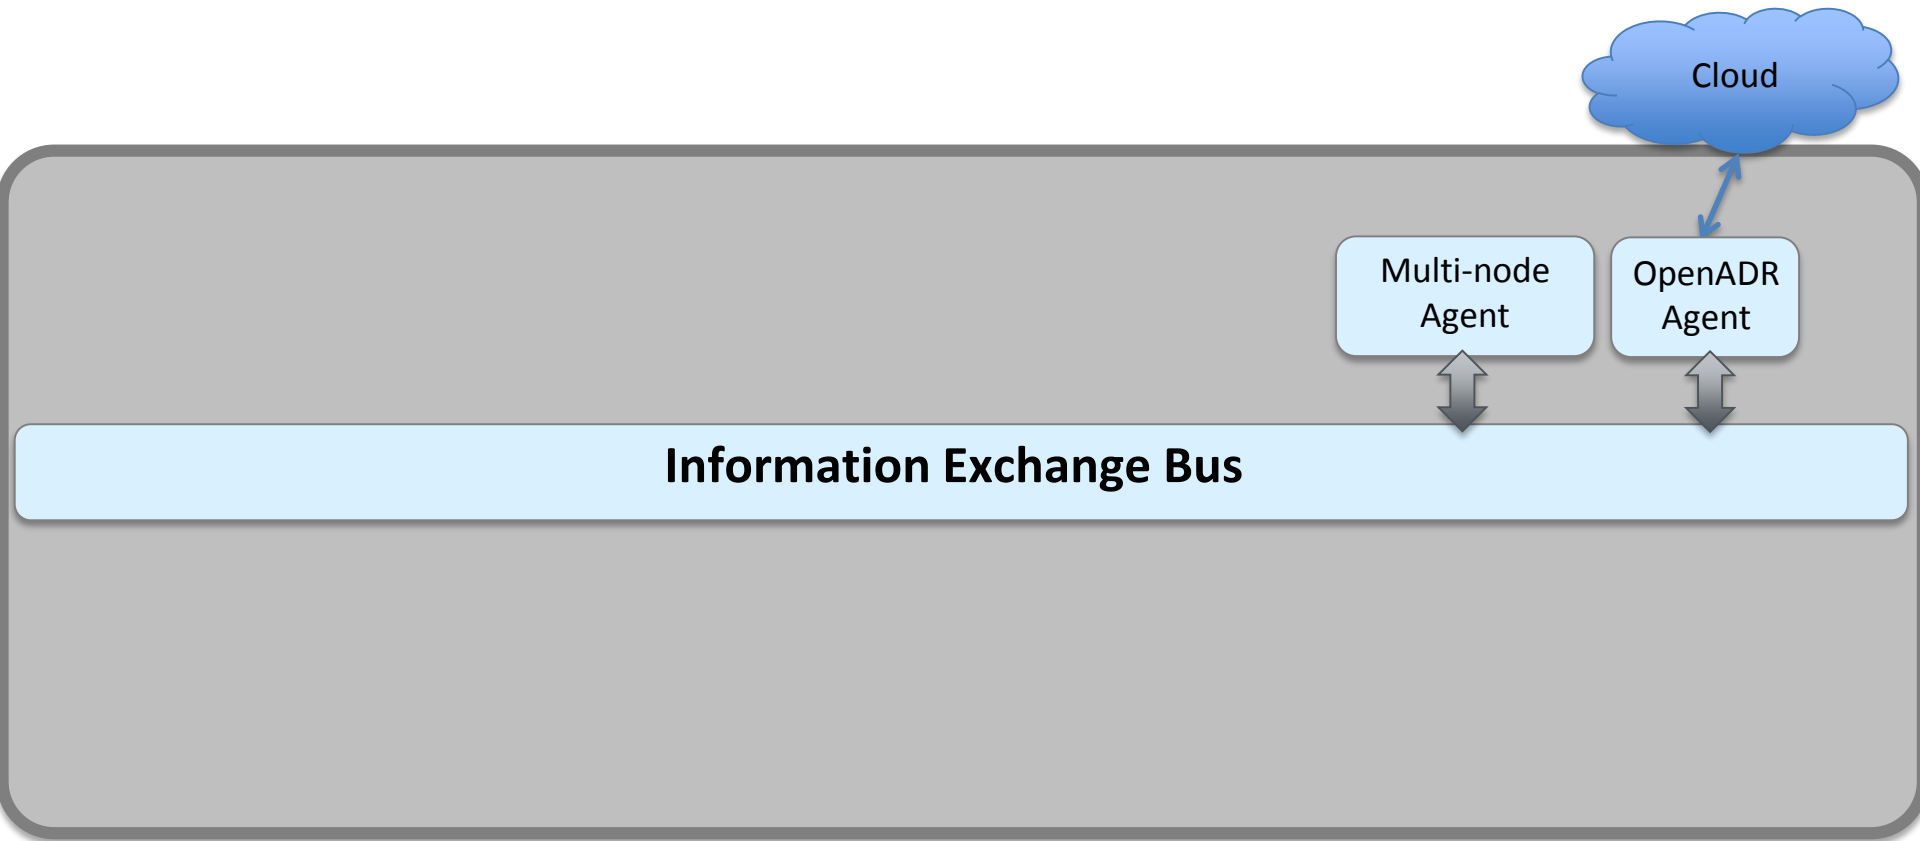 Cloud
Multi-node
Agent
OpenADR
Agent
Information Exchange Bus